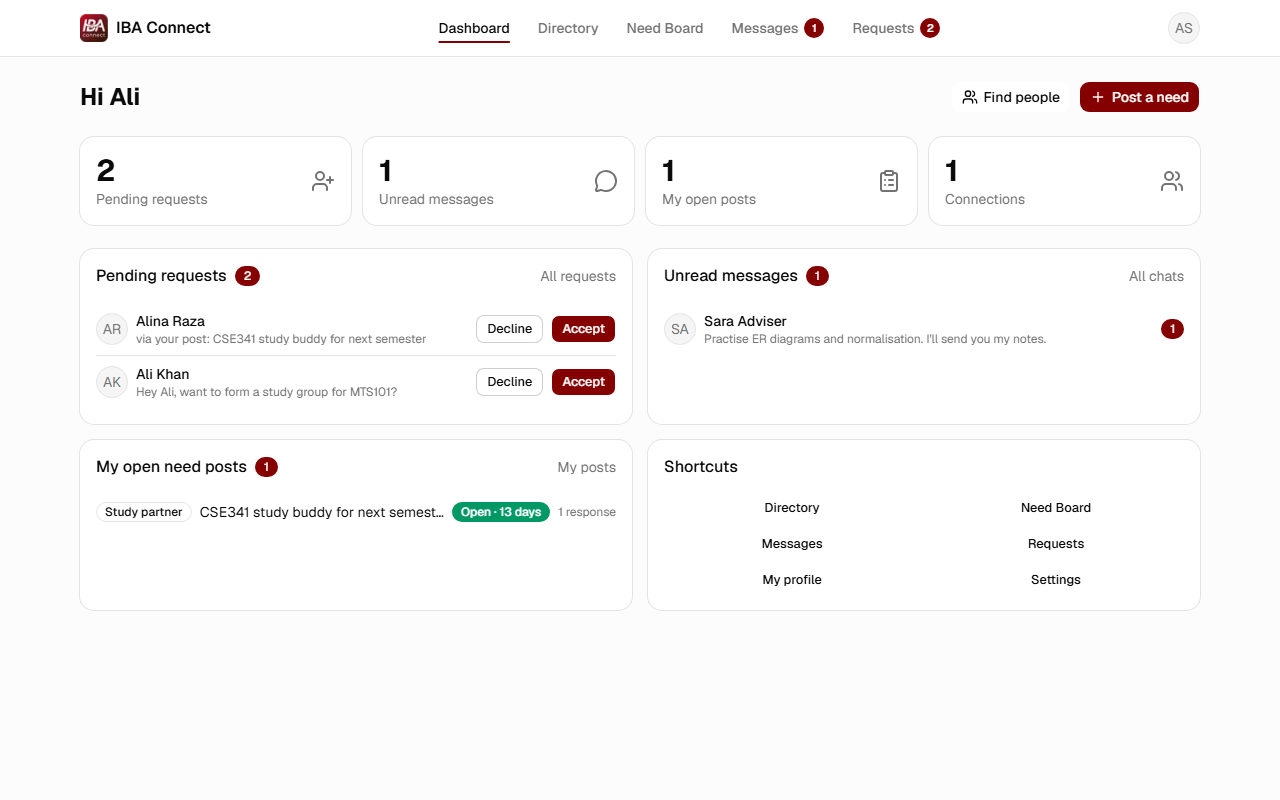 IBA connect
IBA Connect
Dashboard
Directory
Need Board
Messages 1
Requests 2
AS
Hi Ali
Find people
+ Post a need
2
Pending requests
1
Unread messages
1
My open posts
1
Connections
Pending requests 2
All requests
AR
Alina Raza
via your post: CSE341 study buddy for next semester
Decline
Accept
AK
Ali Khan
Hey Ali, want to form a study group for MTS101?
Decline
Accept
Unread messages 1
All chats
SA
Sara Adviser
Practise ER diagrams and normalisation. I'll send you my notes.
1
My open need posts 1
My posts
Study partner
CSE341 study buddy for next semest…
Open · 13 days
1 response
Shortcuts
Directory
Need Board
Messages
Requests
My profile
Settings